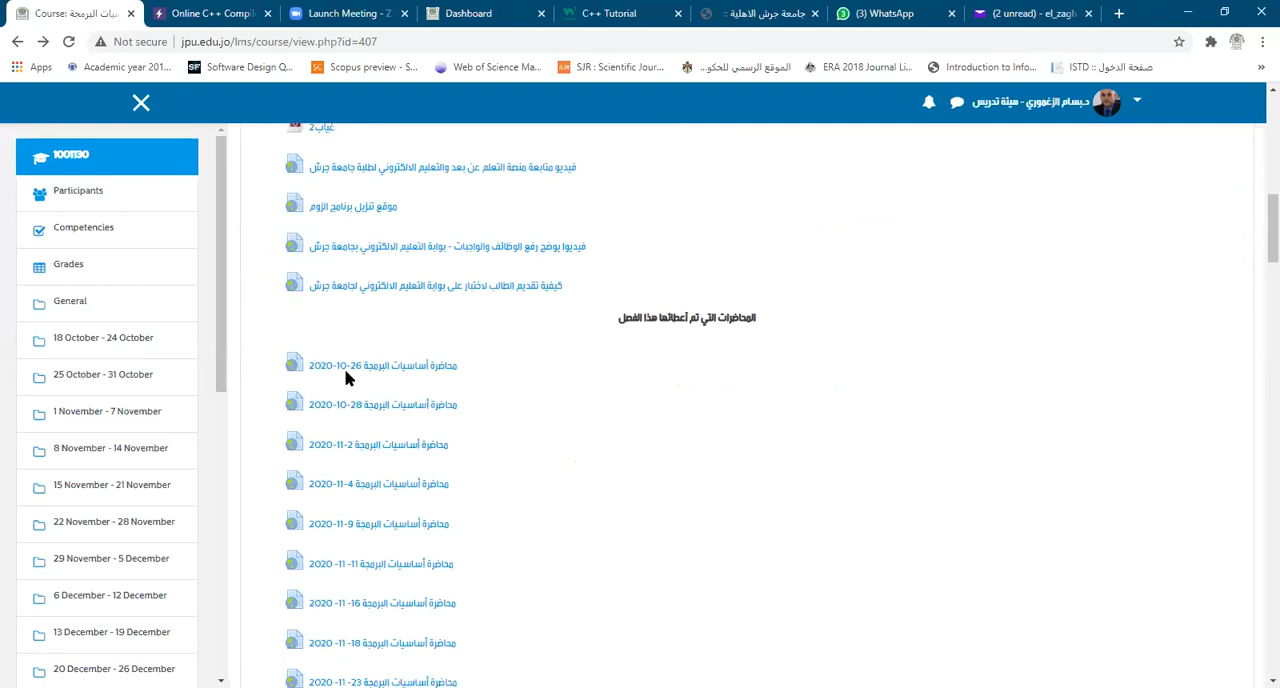 Course: سيات البرمجة
Online C++ Compil
Launch Meeting - Z
Dashboard
C++ Tutorial
جامعة جرش الاهلية ::
(3) WhatsApp
(2 unread) - el_zagh
Not secure
jpu.edu.jo/lms/course/view.php?id=407
Apps
Academy year 201...
Software Design Q...
Scopus preview - S...
Web of Science Ma...
SJR : Scientific Jour...
الموقع الرسمي للحكو...
ERA 2018 Journal Li...
Introduction to Info...
صفحة الدخول :: ISTD
د.بسام الزغموري - هيئة تدريس
1001130
Participants
Competencies
Grades
General
18 October - 24 October
25 October - 31 October
1 November - 7 November
8 November - 14 November
15 November - 21 November
22 November - 28 November
29 November - 5 December
6 December - 12 December
13 December - 19 December
20 December - 26 December
غياب2
فيديو متابعة منصة التعلم عن بعد والتعليم الالكتروني لطلبة جامعة جرش
موقع تنزيل برنامج الزوم
فيديوا يوضح رفع الوظائف والواجبات - بوابة التعليم الالكتروني بجامعة جرش
كيفية تقديم الطالب لاختبار على بوابة التعليم الالكتروني لجامعة جرش
المحاضرات التي تم أعطائها هذا الفصل
محاضرة أساسيات البرمجة 26-10-2020
محاضرة أساسيات البرمجة 28-10-2020
محاضرة أساسيات البرمجة 2-11-2020
محاضرة أساسيات البرمجة 4-11-2020
محاضرة أساسيات البرمجة 9-11-2020
محاضرة أساسيات البرمجة 11-11- 2020
محاضرة أساسيات البرمجة 16- 11- 2020
محاضرة أساسيات البرمجة 18- 11- 2020
محاضرة أساسيات البرمجة 23- 11- 2020